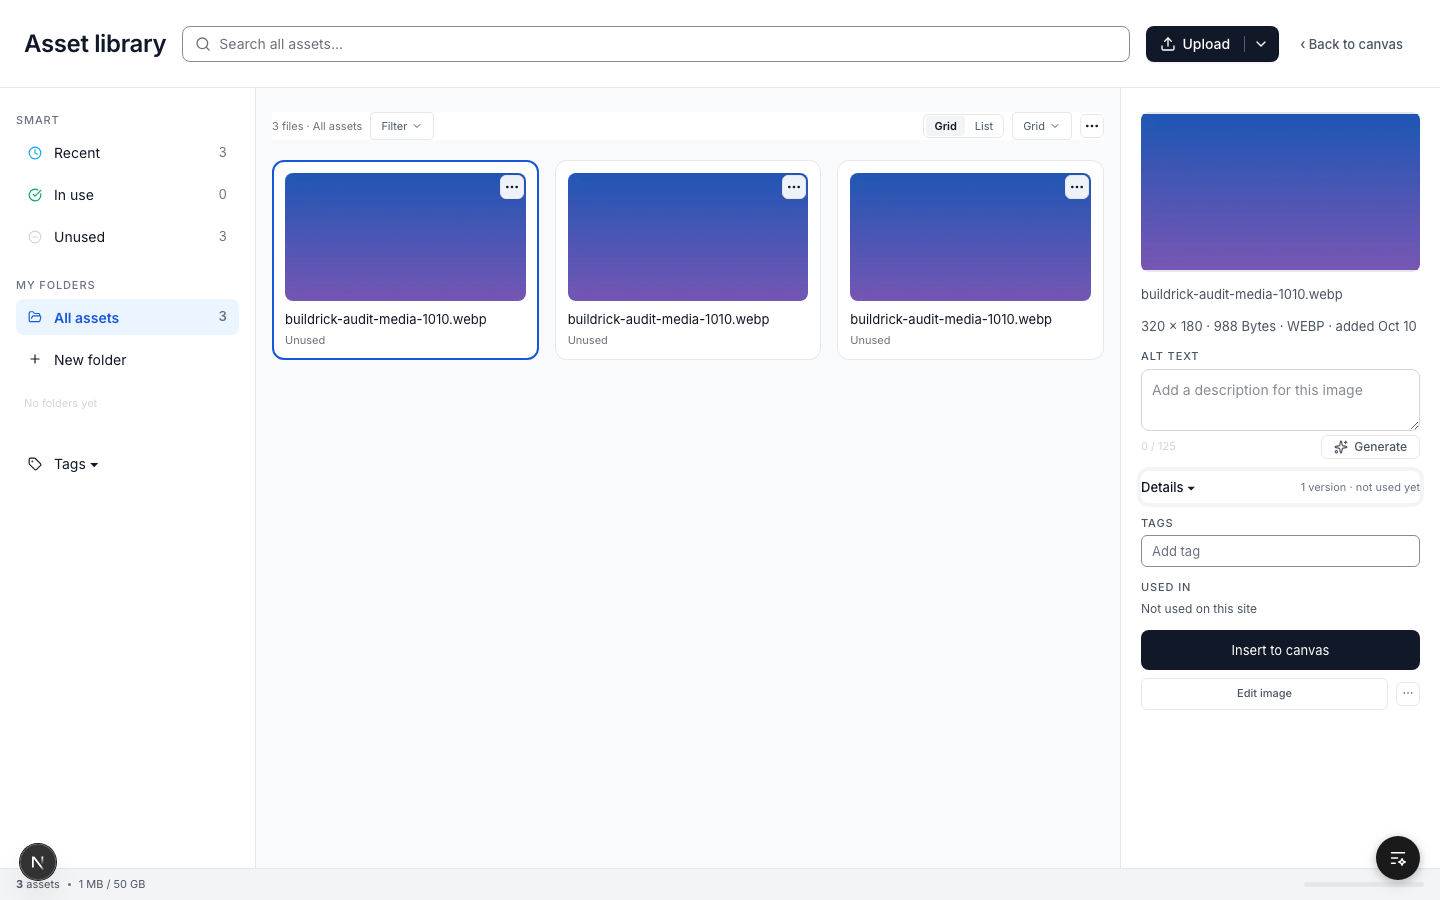 Asset library
Search all assets...
Upload
‹ Back to canvas
SMART
Recent 3
In use 0
Unused 3
MY FOLDERS
All assets 3
New folder
No folders yet
Tags
3 files · All assets
Filter
Grid
List
Grid
buildrick-audit-media-1010.webp
Unused
buildrick-audit-media-1010.webp
Unused
buildrick-audit-media-1010.webp
Unused
buildrick-audit-media-1010.webp
320 × 180 · 988 Bytes · WEBP · added Oct 10
ALT TEXT
Add a description for this image
0 / 125
Generate
Details
1 version · not used yet
TAGS
Add tag
USED IN
Not used on this site
Insert to canvas
Edit image
N
3 assets • 1 MB / 50 GB